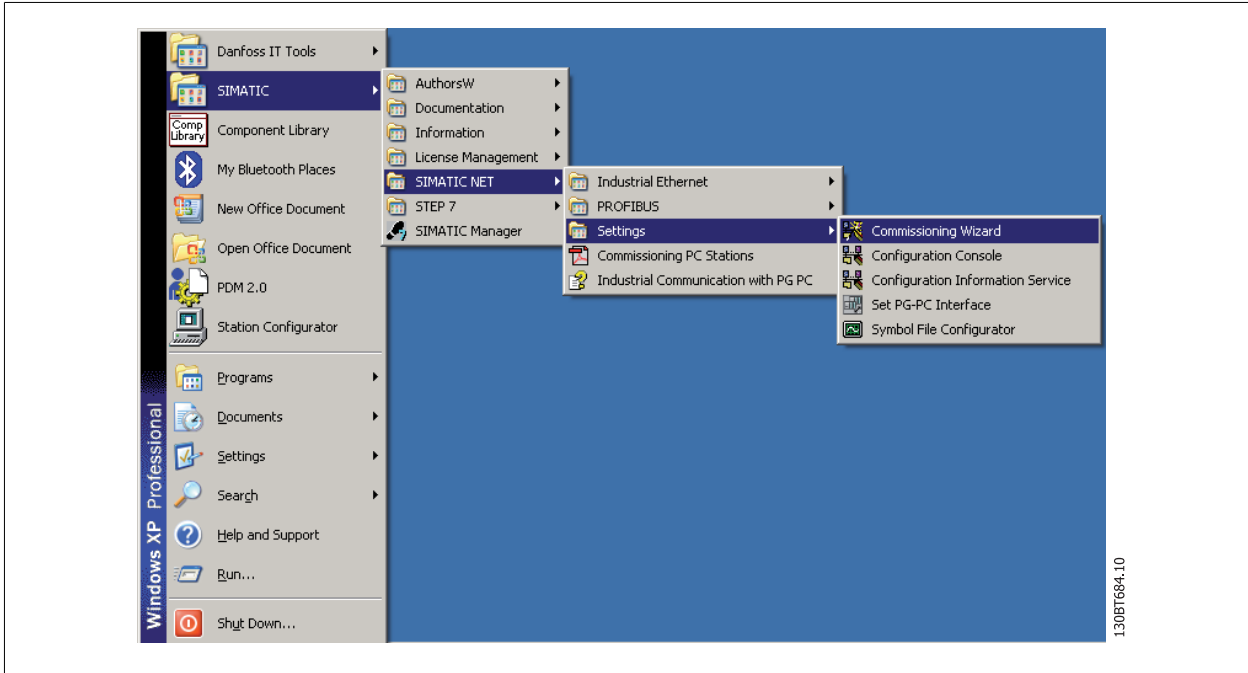 Danfoss IT Tools
SIMATIC
Comp Library
Component Library
My Bluetooth Places
New Office Document
Open Office Document
PDM 2.0
Station Configurator
Programs
Documents
Settings
Search
Help and Support
Run...
Shut Down...
Windows XP Professional
AuthorsW
Documentation
Information
License Management
SIMATIC NET
STEP 7
SIMATIC Manager
Industrial Ethernet
PROFIBUS
Settings
Commissioning PC Stations
Industrial Communication with PG PC
Commissioning Wizard
Configuration Console
Configuration Information Service
Set PG-PC Interface
Symbol File Configurator
130BT684.10